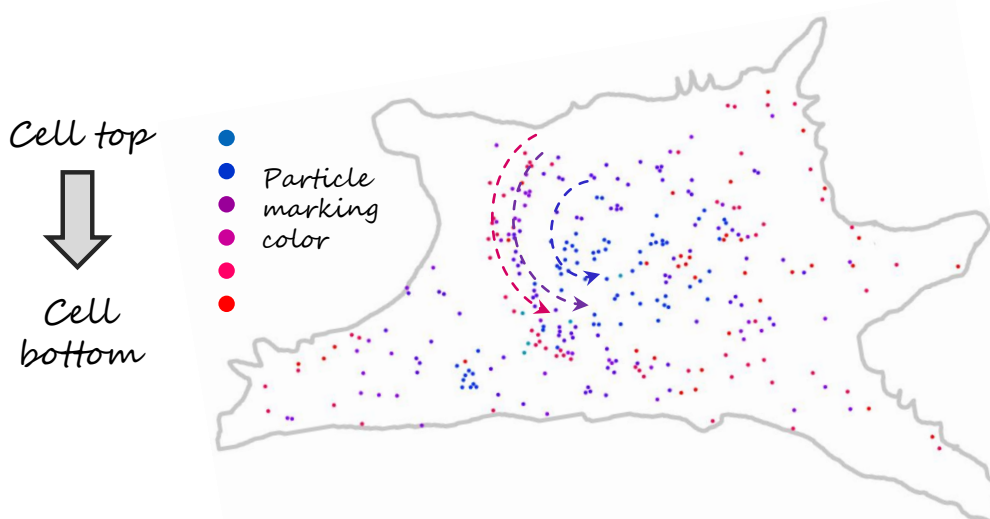 Cell top
Cell
bottom
Particle
marking
color